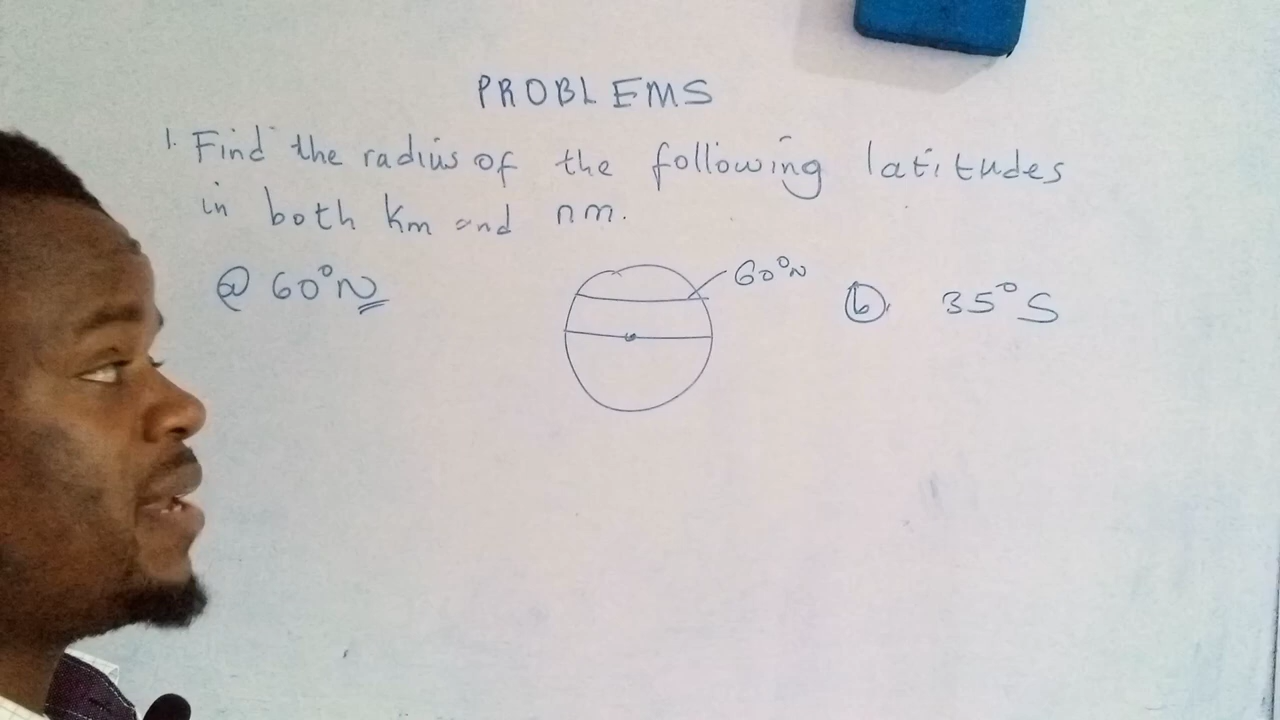 PROBLEMS
1. Find the radius of the following latitudes
in both km and nm.
ⓐ 60°N
60°N
ⓑ. 35°S